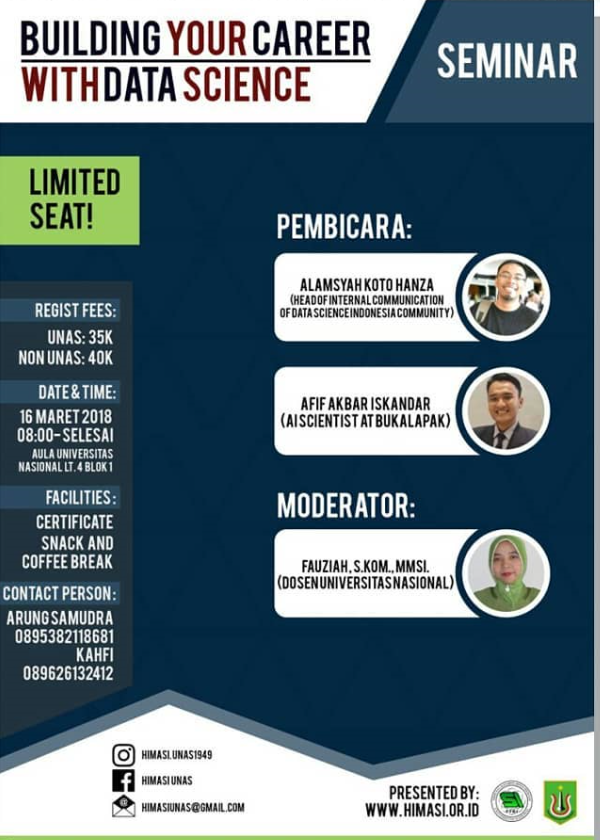 BUILDING YOUR CAREER
WITH DATA SCIENCE
SEMINAR
LIMITED
SEAT!
REGIST FEES:
UNAS: 35K
NON UNAS: 40K
DATE & TIME:
16 MARET 2018
08:00- SELESAI
AULA UNIVERSITAS
NASIONAL LT. 4 BLOK 1
FACILITIES:
CERTIFICATE
SNACK AND
COFFEE BREAK
CONTACT PERSON:
ARUNG SAMUDRA
0895382118681
KAHFI
089626132412
PEMBICARA:
ALAMSYAH KOTO HANZA
(HEAD OF INTERNAL COMMUNICATION
OF DATA SCIENCE INDONESIA COMMUNITY)
AFIF AKBAR ISKANDAR
(AI SCIENTIST AT BUKALAPAK)
MODERATOR:
FAUZIAH, S.KOM., MMSI.
(DOSEN UNIVERSITAS NASIONAL)
HIMASI.UNAS1949
HIMASI UNAS
HIMASIUNAS@GMAIL.COM
PRESENTED BY:
WWW.HIMASI.OR.ID